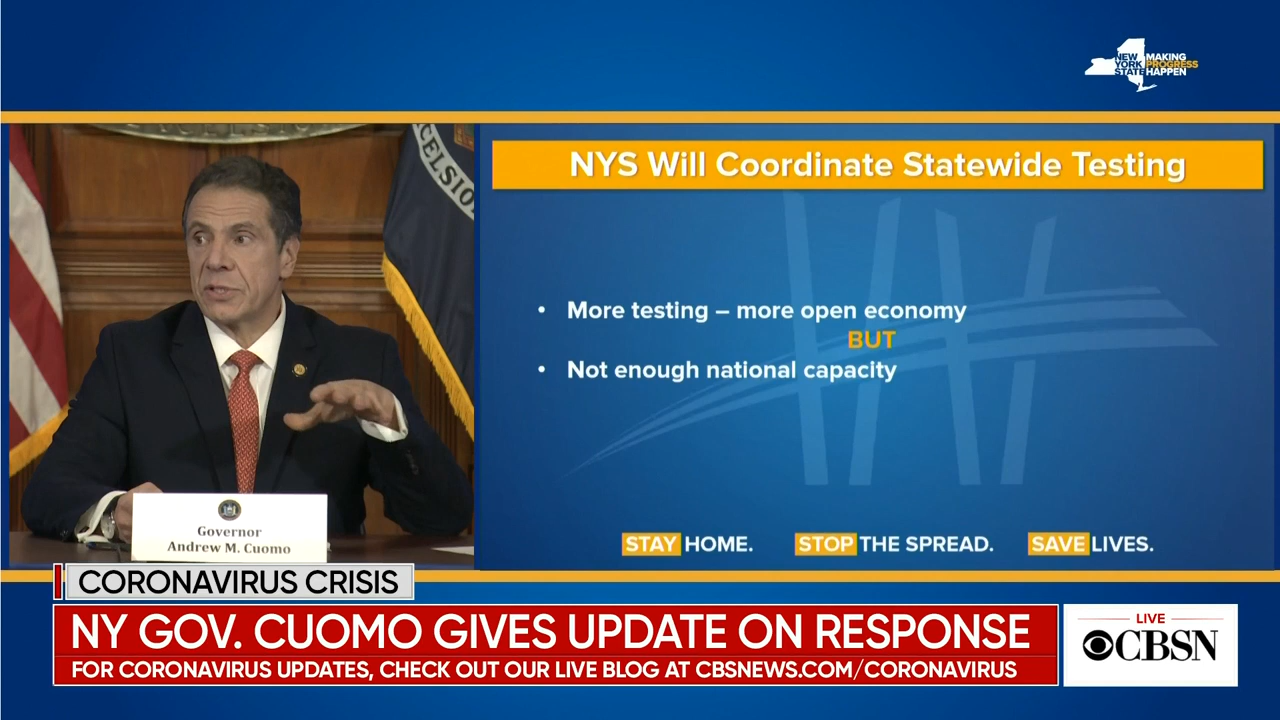 NEW
YORK
STATE
MAKING
PROGRESS
HAPPEN
CELSIO
NYS Will Coordinate Statewide Testing
• More testing – more open economy
BUT
• Not enough national capacity
Governor
Andrew M. Cuomo
STAY HOME. STOP THE SPREAD. SAVE LIVES.
CORONAVIRUS CRISIS
NY GOV. CUOMO GIVES UPDATE ON RESPONSE
FOR CORONAVIRUS UPDATES, CHECK OUT OUR LIVE BLOG AT CBSNEWS.COM/CORONAVIRUS
LIVE
CBSN